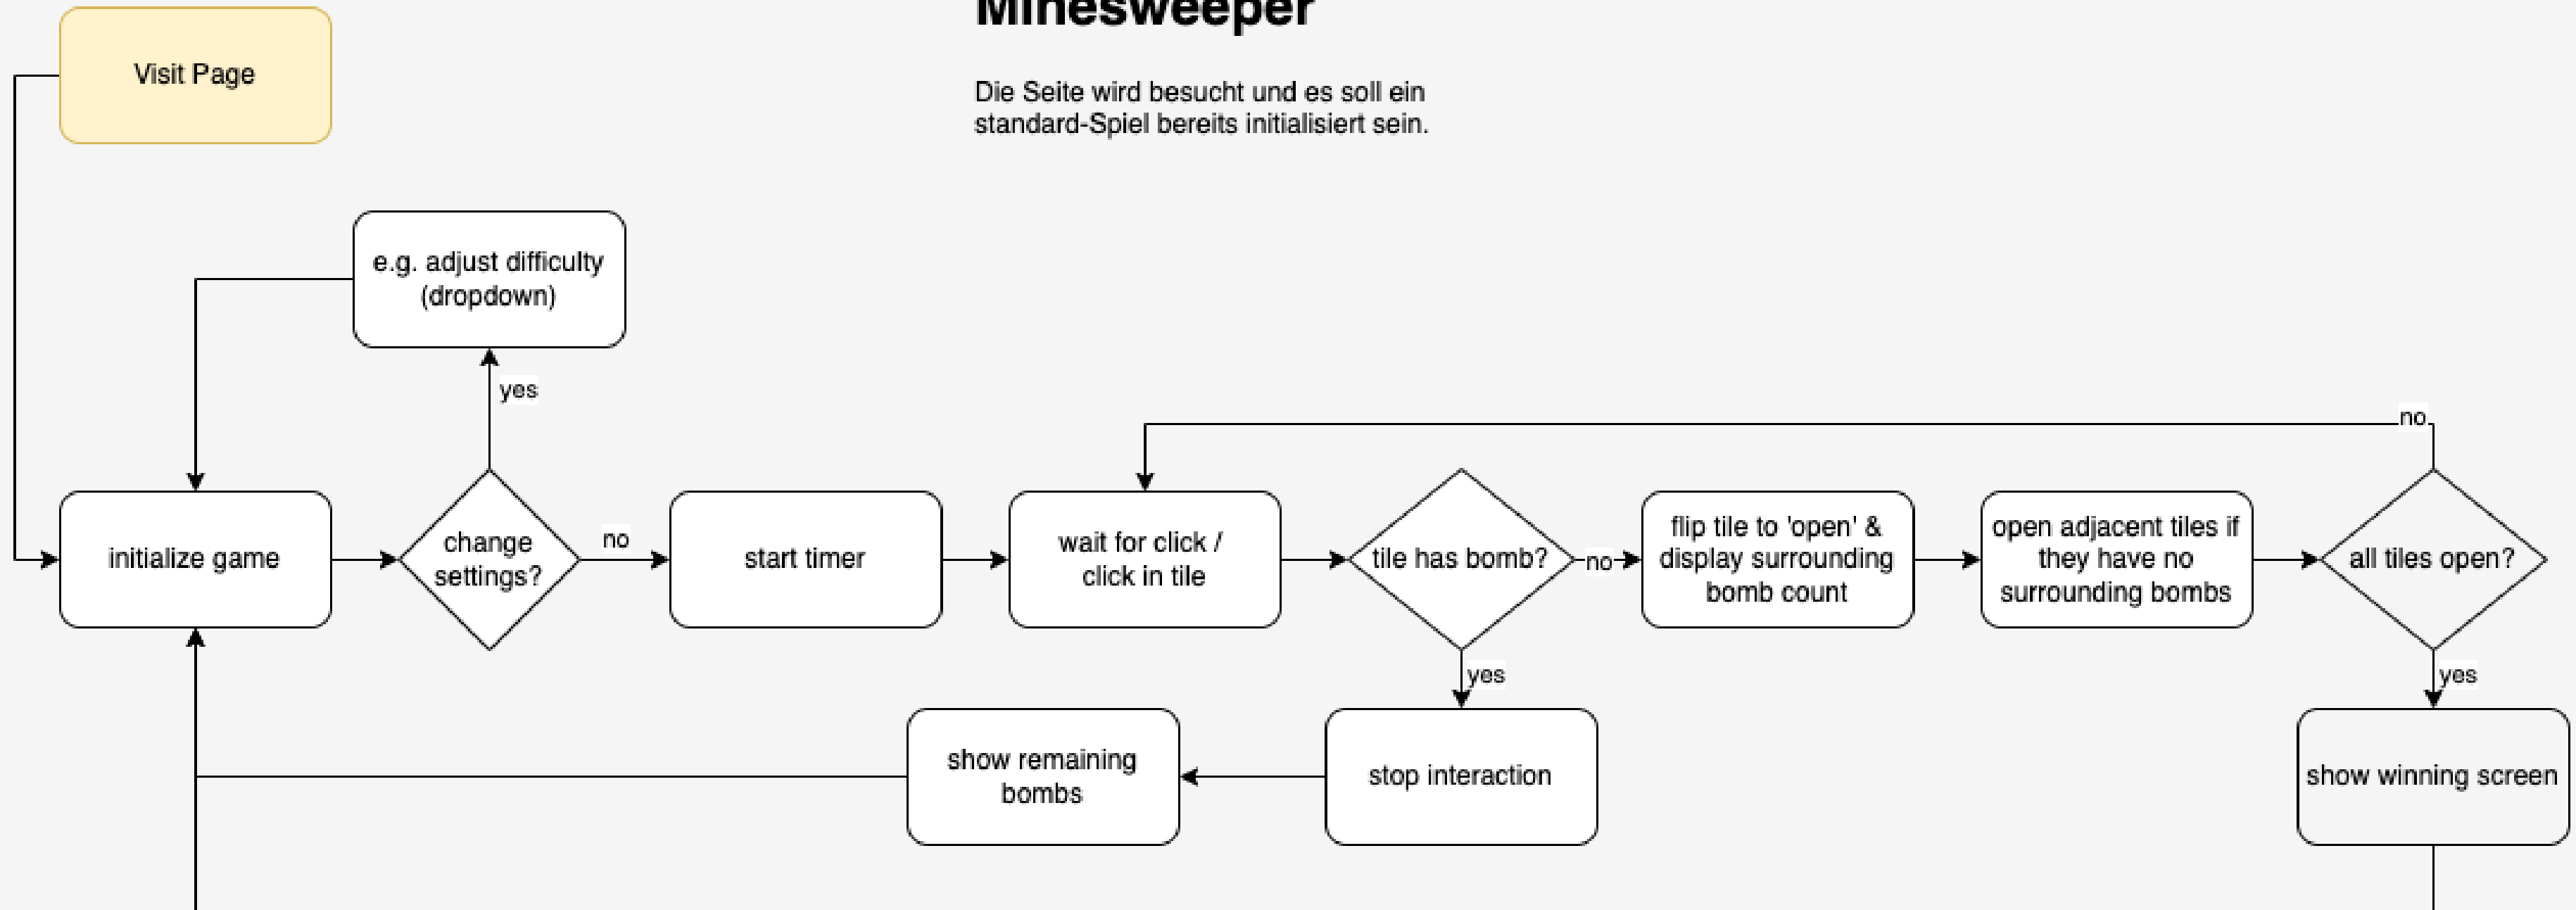 Minesweeper
Visit Page
Die Seite wird besucht und es soll ein
standard-Spiel bereits initialisiert sein.
e.g. adjust difficulty
(dropdown)
yes
no
initialize game
change
settings?
no
start timer
wait for click /
click in tile
tile has bomb?
no
flip tile to 'open' &
display surrounding
bomb count
open adjacent tiles if
they have no
surrounding bombs
all tiles open?
yes
yes
show remaining
bombs
stop interaction
show winning screen